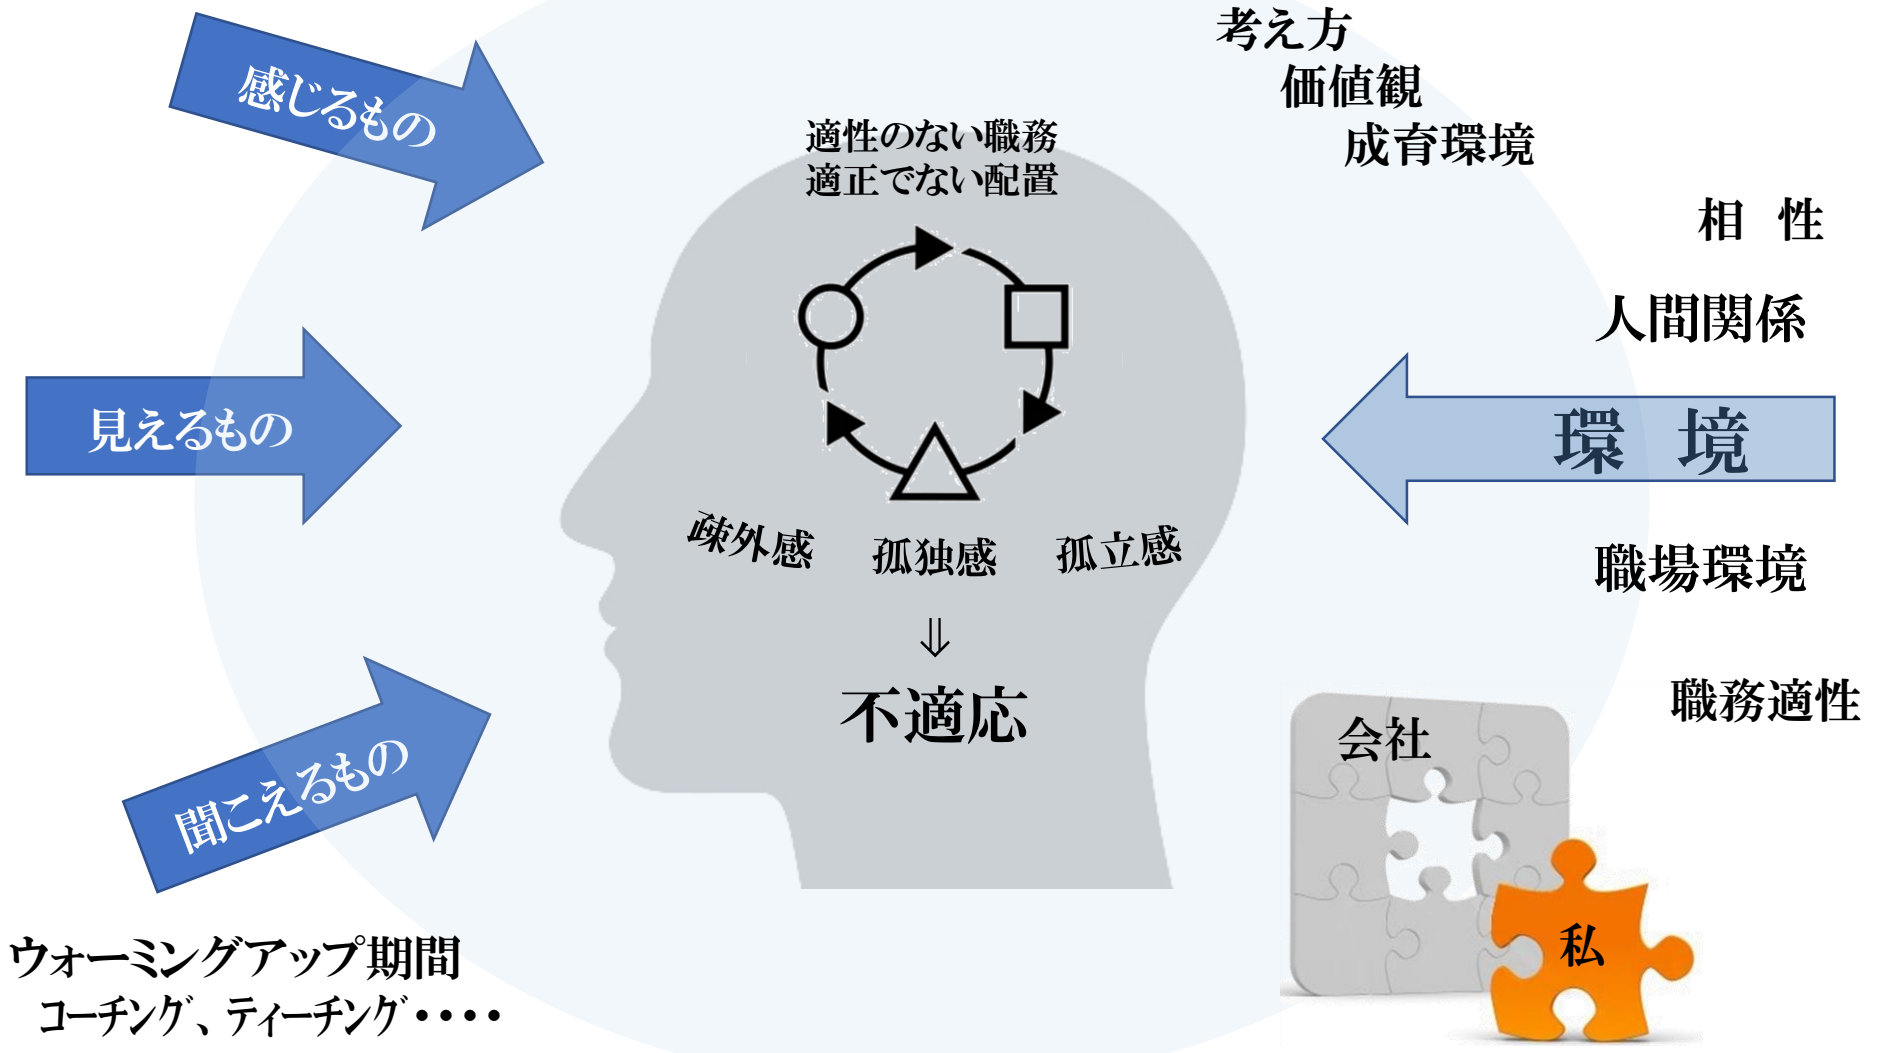 感じるもの
考え方
価値観
成育環境
適性のない職務
適正でない配置
相 性
人間関係
見えるもの
環 境
疎外感
孤独感
孤立感
⇓
不適応
職場環境
職務適性
会社
私
聞こえるもの
ウォーミングアップ期間
コーチング、ティーチング・・・・